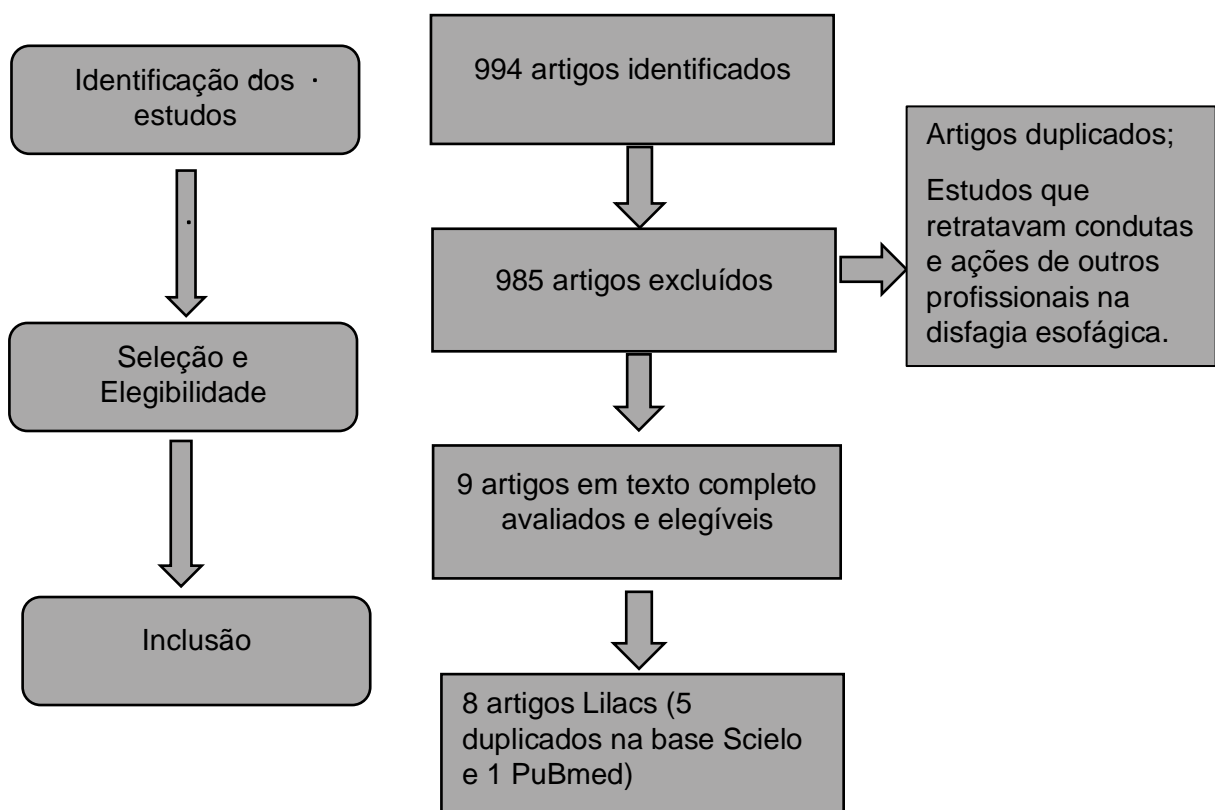 Identificação dos
estudos
Seleção e
Elegibilidade
Inclusão
994 artigos identificados
985 artigos excluídos
Artigos duplicados;
Estudos que
retratavam condutas
e ações de outros
profissionais na
disfagia esofágica.
9 artigos em texto completo
avaliados e elegíveis
8 artigos Lilacs (5
duplicados na base Scielo
e 1 PuBmed)